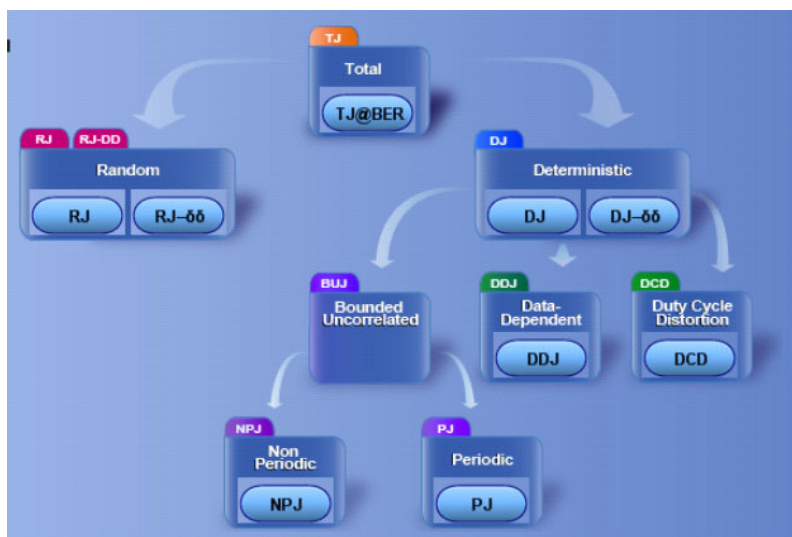 TJ
Total
TJ@BER
RJ RJ-DD
Random
RJ RJ–δδ
DJ
Deterministic
DJ DJ–δδ
BUJ
Bounded
Uncorrelated
DDJ
Data-
Dependent
DDJ
DCD
Duty Cycle
Distortion
DCD
NPJ
Non
Periodic
NPJ
PJ
Periodic
PJ